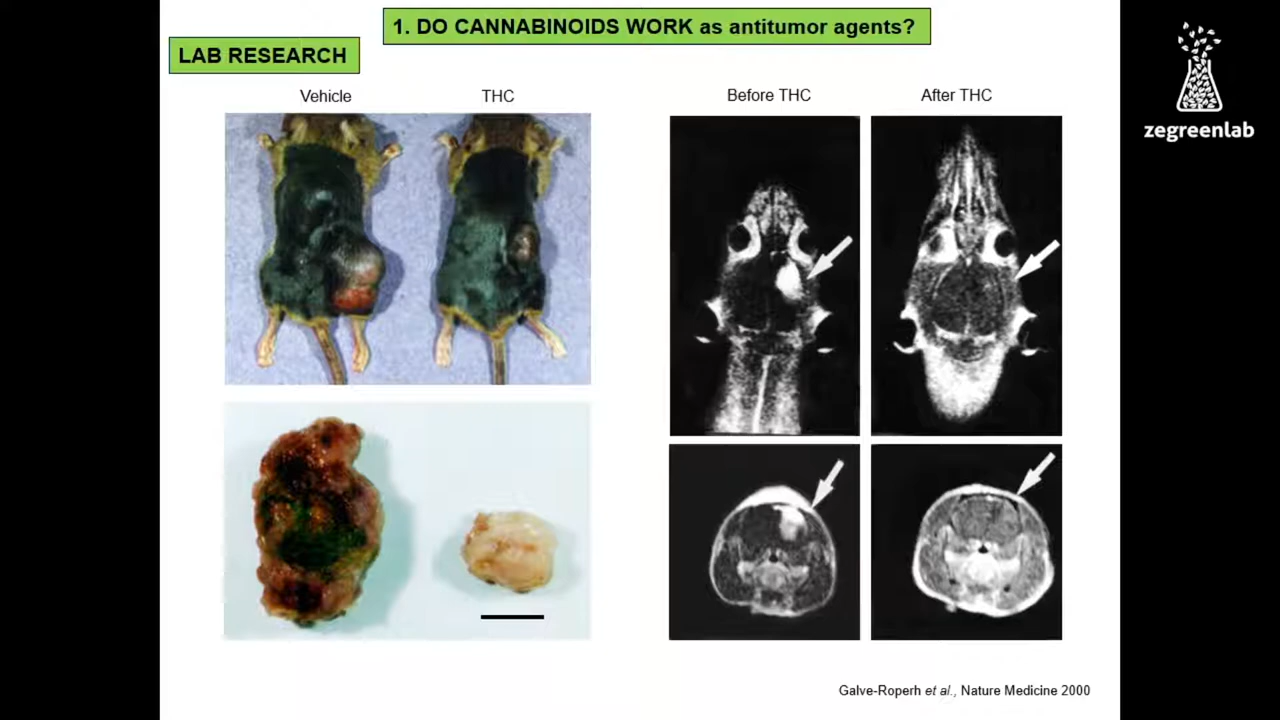 1. DO CANNABINOIDS WORK as antitumor agents?
LAB RESEARCH
Vehicle
THC
Before THC
After THC
zegreenlab
Galve-Roperh et al., Nature Medicine 2000